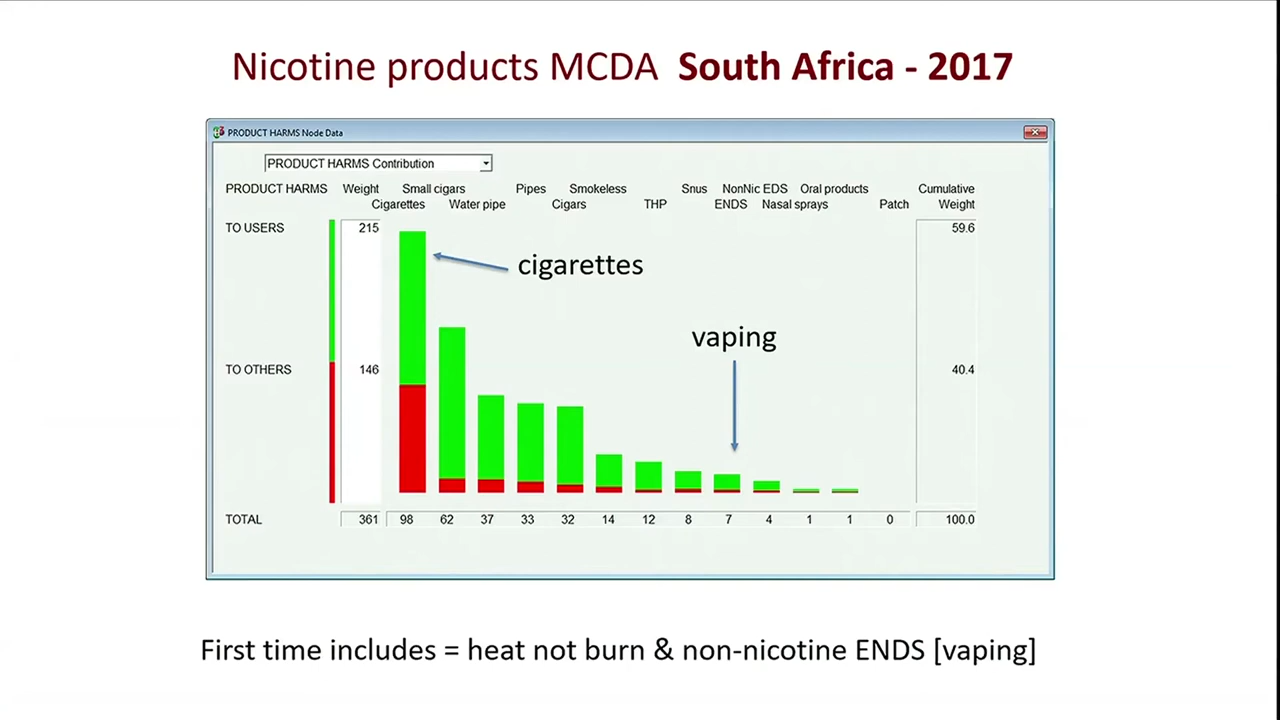 Nicotine products MCDA South Africa - 2017
PRODUCT HARMS Node Data
PRODUCT HARMS Contribution
PRODUCT HARMS Weight Small cigars Pipes Smokeless Snus NonNic EDS Oral products Cumulative
Cigarettes Water pipe Cigars THP ENDS Nasal sprays Patch Weight
TO USERS 215 59.6
cigarettes
vaping
TO OTHERS 146 40.4
TOTAL 361 98 62 37 33 32 14 12 8 7 4 1 1 0 100.0
First time includes = heat not burn & non-nicotine ENDS [vaping]